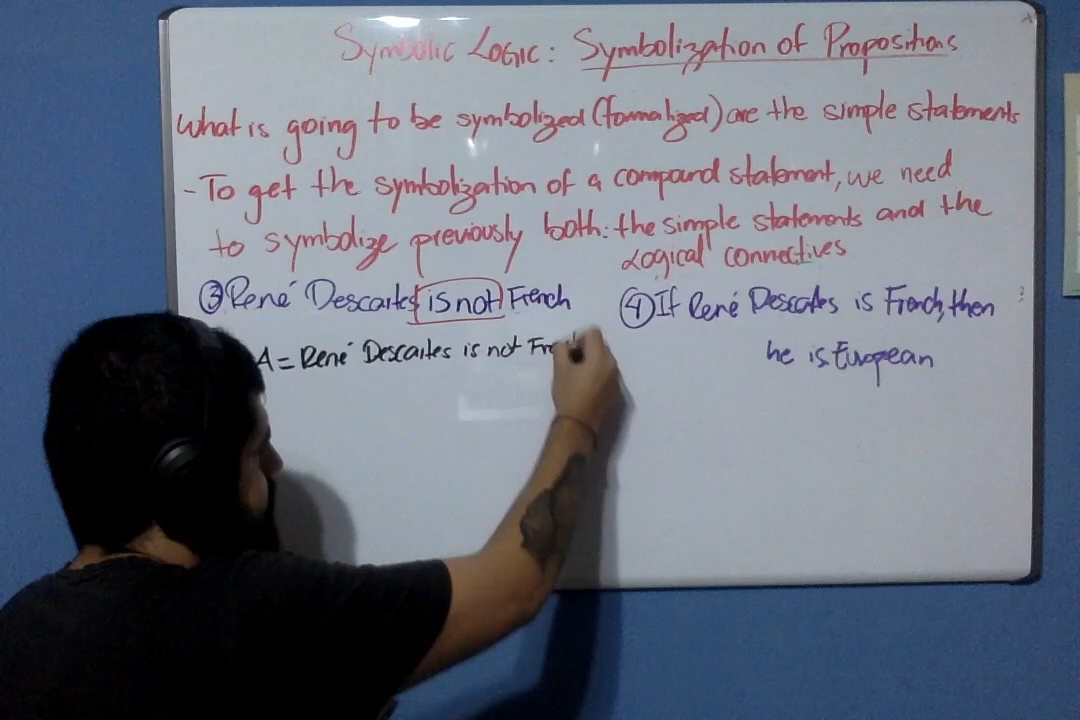 Symbolic Logic: Symbolization of Propositions
What is going to be symbolized (formalized) are the simple statements
- To get the symbolization of a compound statement, we need
to symbolize previously both: the simple statements and the
Logical connectives
③ René Descartes is not French
④ If René Descartes is French, then
he is European
A = René Descartes is not